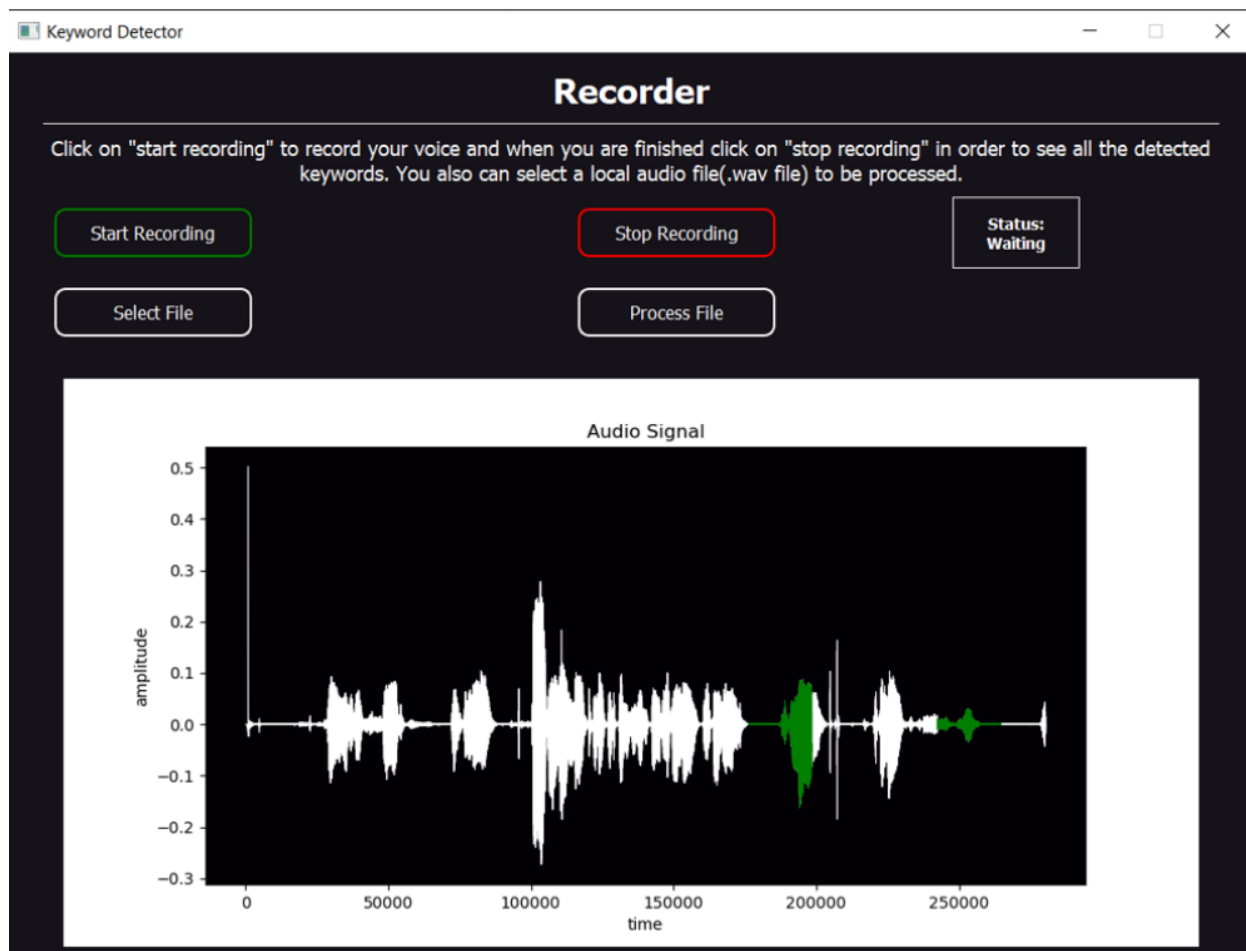 Keyword Detector
Recorder
Click on "start recording" to record your voice and when you are finished click on "stop recording" in order to see all the detected
keywords. You also can select a local audio file(.wav file) to be processed.
Start Recording
Stop Recording
Status:
Waiting
Select File
Process File
Audio Signal
amplitude
0.5
0.4
0.3
0.2
0.1
0.0
−0.1
−0.2
−0.3
0 50000 100000 150000 200000 250000
time